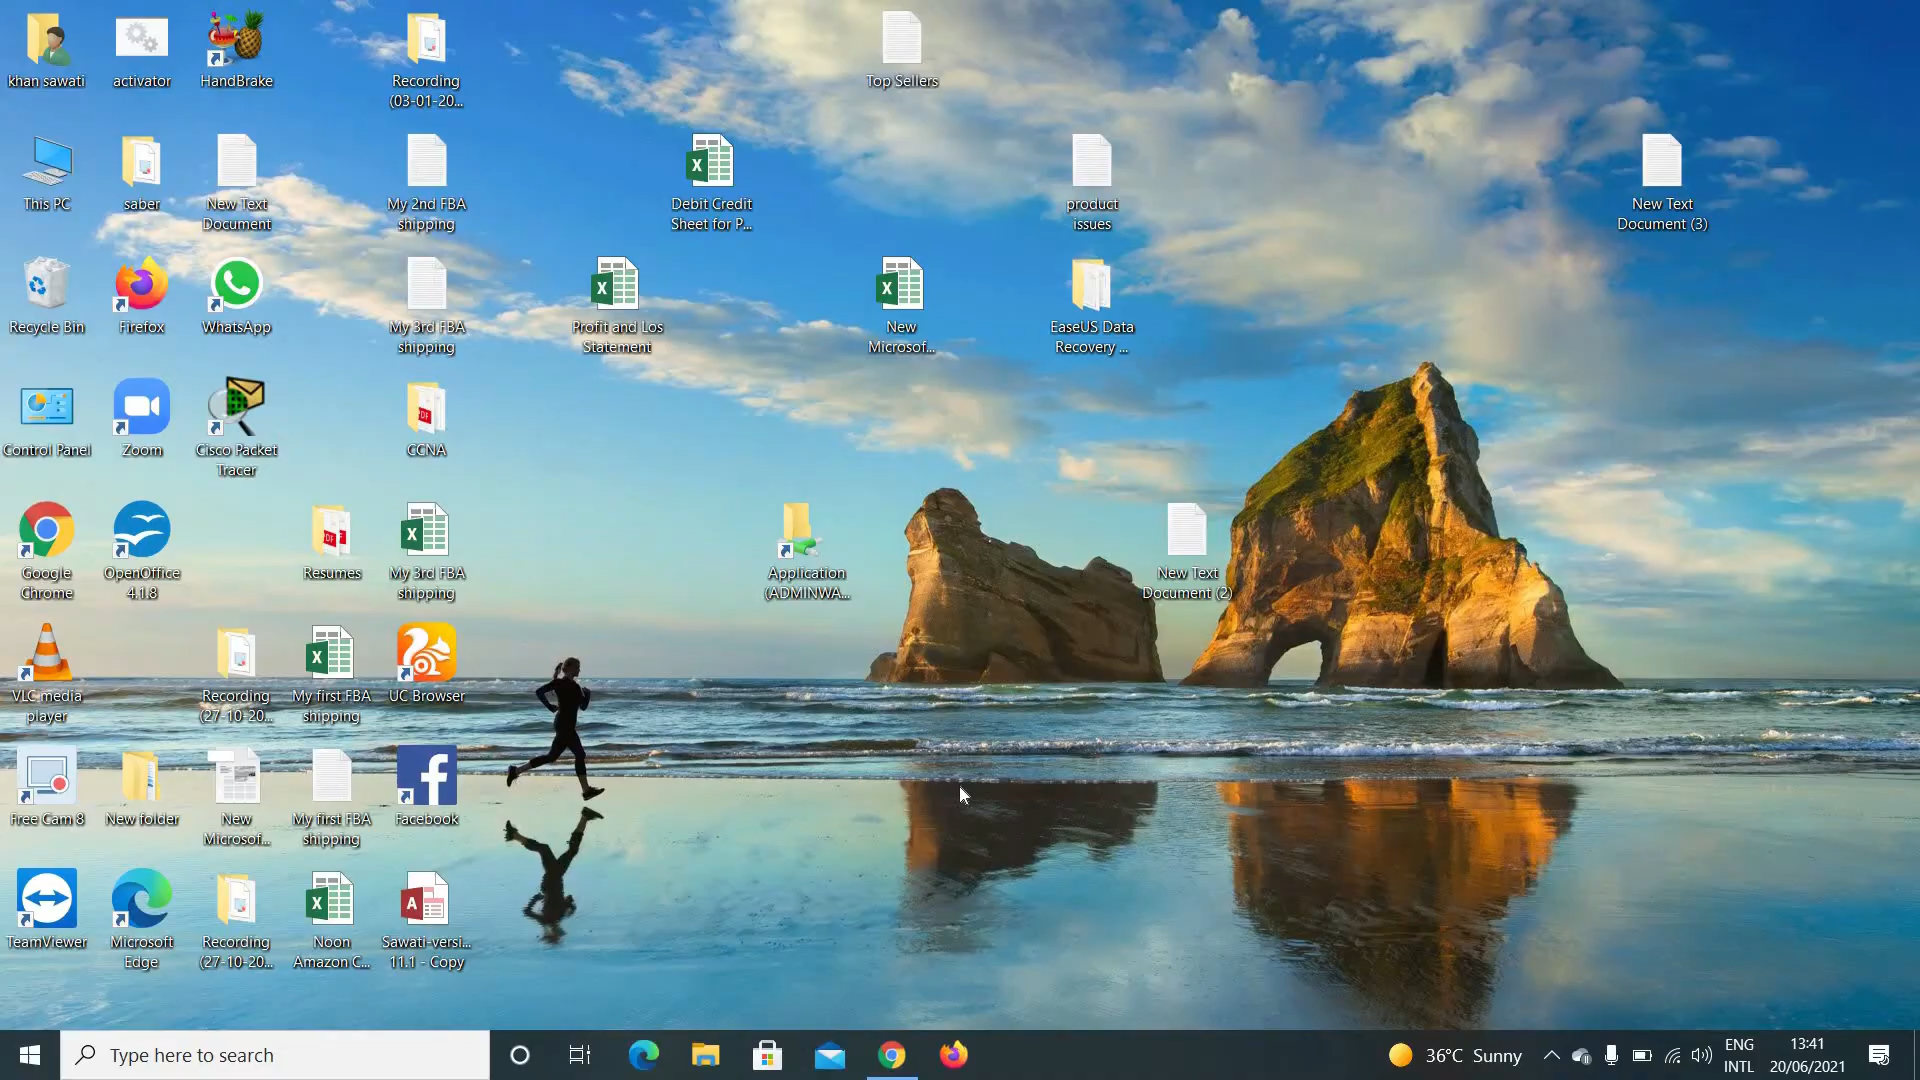 khan sawati
activator
HandBrake
Recording
(03-01-20...
Top Sellers
This PC
saber
New Text
Document
My 2nd FBA
shipping
Debit Credit
Sheet for P...
product
issues
New Text
Document (3)
Recycle Bin
Firefox
WhatsApp
My 3rd FBA
shipping
Profit and Los
Statement
New
Microsof...
EaseUS Data
Recovery ...
Control Panel
Zoom
Cisco Packet
Tracer
CCNA
Google
Chrome
OpenOffice
4.1.8
Resumes
My 3rd FBA
shipping
Application
(ADMINWA...
New Text
Document (2)
VLC media
player
Recording
(27-10-20...
My first FBA
shipping
UC Browser
Free Cam 8
New folder
New
Microsof...
My first FBA
shipping
Facebook
TeamViewer
Microsoft
Edge
Recording
(27-10-20...
Noon
Amazon C...
Sawati-versi...
11.1 - Copy
Type here to search
36°C Sunny
ENG
INTL
13:41
20/06/2021